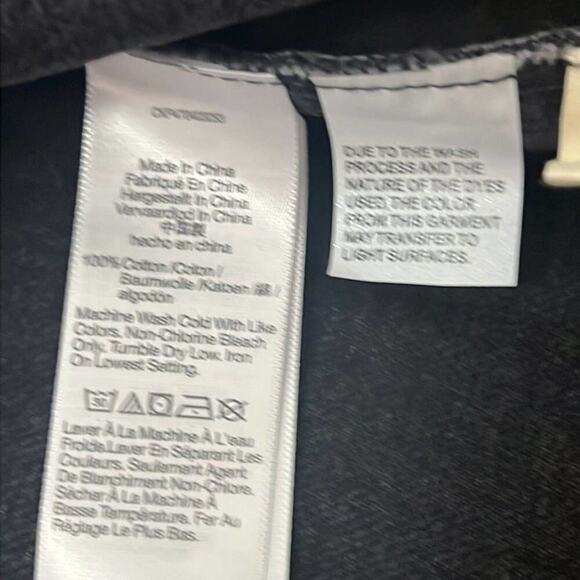 Made In China
Fabriqué En Chine
Hergestellt In China
Vervaardigd In China
中国製
hecho en china
100% Cotton /Coton /
Baumwolle /Katoen /綿 /
algodón
Machine Wash Cold With Like
Colors. Non-Chlorine Bleach
Only. Tumble Dry Low. Iron
On Lowest Setting.
30
Laver À La Machine À L'eau
Froide.Laver En Séparant Les
Couleurs. Seulement Agent
De Blanchiment Non-Chlore.
Sécher À La Machine À
Basse Température. Fer Au
Réglage Le Plus Bas.
DUE TO THE WASH
PROCESS AND THE
NATURE OF THE DYES
USED THE COLOR
FROM THIS GARMENT
MAY TRANSFER TO
LIGHT SURFACES.